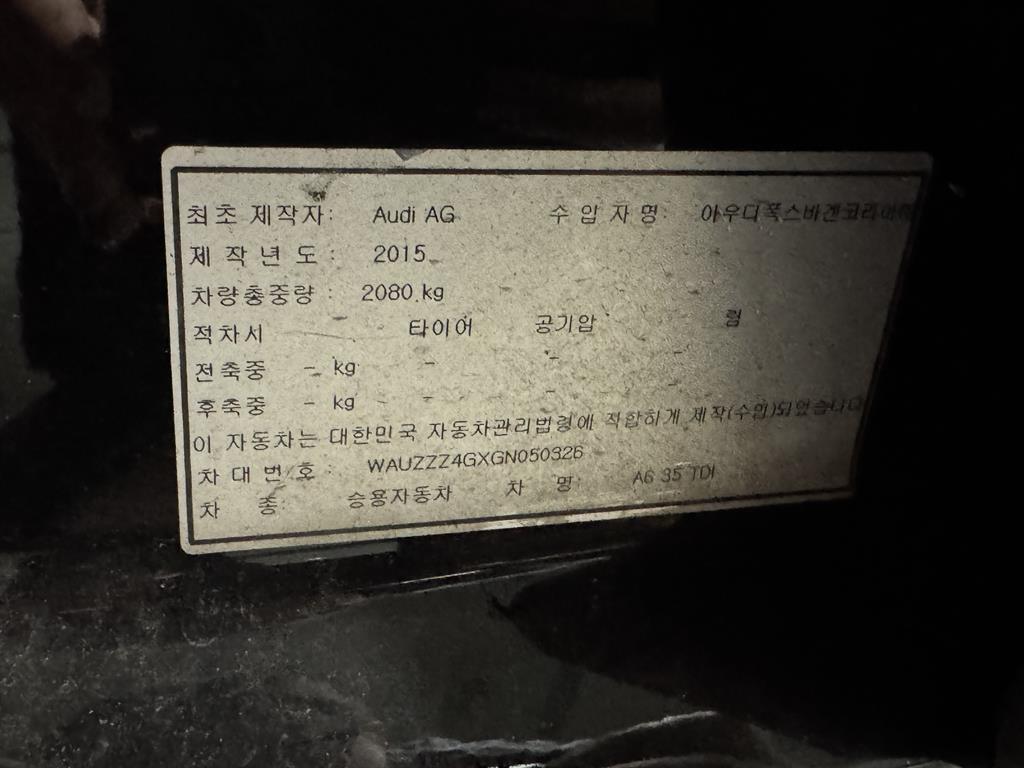 최초 제작자: Audi AG 수입자명: 아우디폭스바겐코리아㈜
제작년도: 2015
차량총중량: 2080 kg
적차시 타이어 공기압 림
전축중 - kg - - -
후축중 - kg - - -
이 자동차는 대한민국 자동차관리법령에 적합하게 제작(수입)되었습니다
차대번호: WAUZZZ4GXGN050326
차 종: 승용자동차 차 명: A6 35 TDI